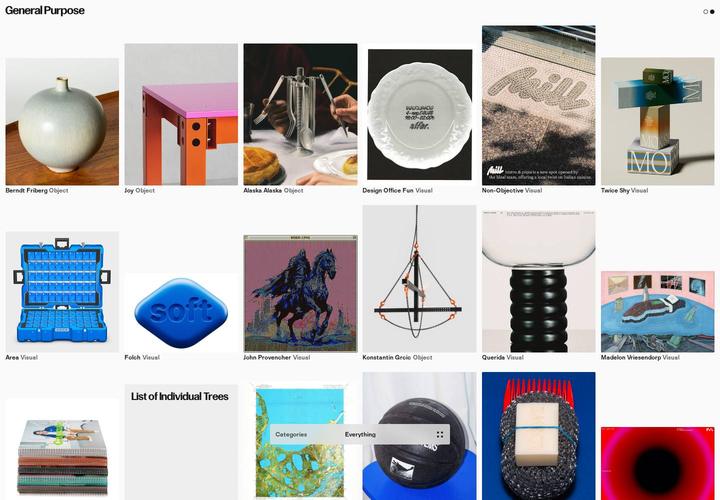 General Purpose
Berndt Friberg Object
Joy Object
Alaska Alaska Object
Design Office Fun Visual
Non-Objective Visual
Twice Shy Visual
MO
Area Visual
Folch Visual
soft
John Provencher Visual
Konstantin Grcic Object
Querida Visual
Madelon Vriesendorp Visual
List of Individual Trees
Categories
Everything